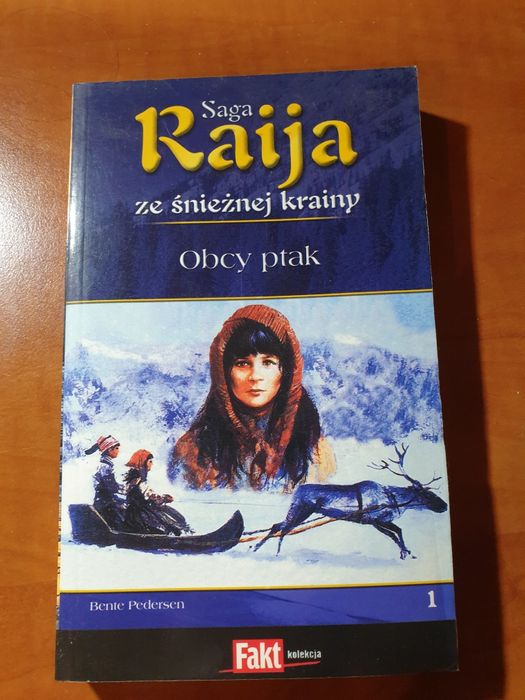 Saga
Raija
ze śnieżnej krainy
Obcy ptak
Bente Pedersen
1
Fakt kolekcja